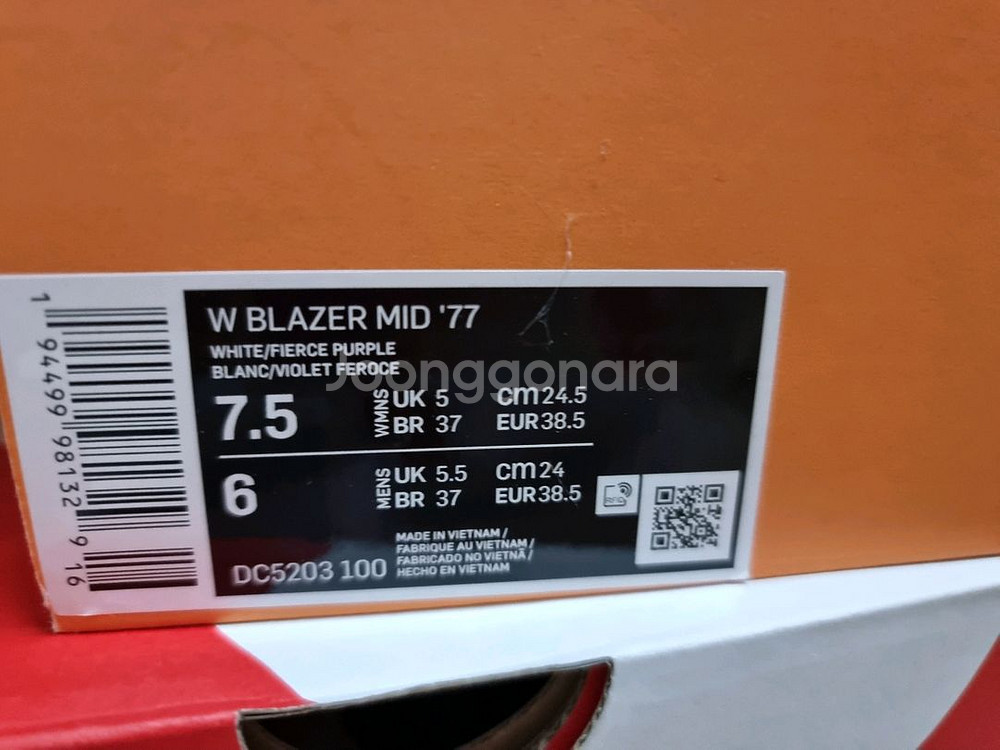 1 94499 98132 9 16
W BLAZER MID '77
WHITE/FIERCE PURPLE
BLANC/VIOLET FEROCE
Joonggonara
7.5 WMNS UK 5 cm 24.5
BR 37 EUR 38.5
6 MENS UK 5.5 cm 24
BR 37 EUR 38.5
RFID
MADE IN VIETNAM /
FABRIQUE AU VIETNAM /
FABRICADO NO VIETNÃ /
HECHO EN VIETNAM
DC5203 100